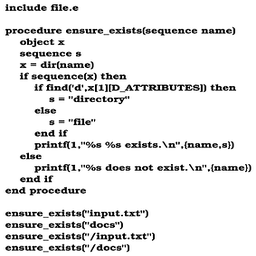 include file.e
procedure ensure_exists(sequence name)
object x
sequence s
x = dir(name)
if sequence(x) then
if find('d',x[1][D_ATTRIBUTES]) then
s = "directory"
else
s = "file"
end if
printf(1,"%s %s exists.\n",{name,s})
else
printf(1,"%s does not exist.\n",{name})
end if
end procedure
ensure_exists("input.txt")
ensure_exists("docs")
ensure_exists("/input.txt")
ensure_exists("/docs")